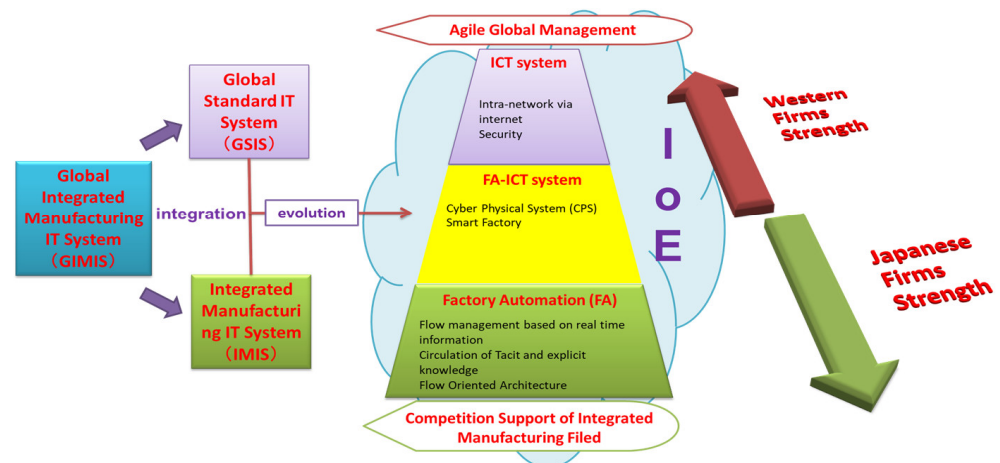 Agile Global Management
ICT system
Intra-network via
internet
Security
FA-ICT system
Cyber Physical System (CPS)
Smart Factory
Factory Automation (FA)
Flow management based on real time
information
Circulation of Tacit and explicit
knowledge
Flow Oriented Architecture
Competition Support of Integrated
Manufacturing Filed
Global
Standard IT
System
(GSIS)
Global
Integrated
Manufacturing
IT System
(GIMIS)
integration
evolution
Integrated
Manufacturi
ng IT System
(IMIS)
I
o
E
Western
Firms
Strength
Japanese
Firms
Strength